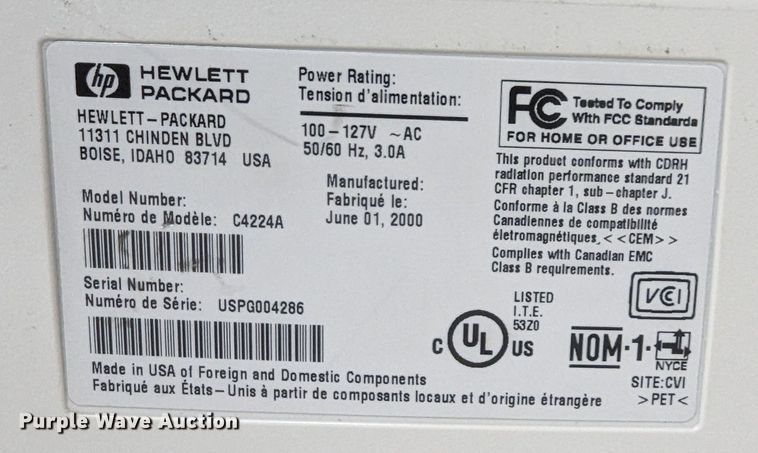 hp HEWLETT
PACKARD
HEWLETT-PACKARD
11311 CHINDEN BLVD
BOISE, IDAHO 83714 USA
Model Number:
Numéro de Modèle: C4224A
Serial Number:
Numéro de Série: USPG004286
Power Rating:
Tension d'alimentation:
100-127V ~AC
50/60 Hz, 3.0A
Manufactured:
Fabriqué le:
June 01, 2000
FC Tested To Comply
With FCC Standards
FOR HOME OR OFFICE USE
This product conforms with CDRH
radiation performance standard 21
CFR chapter 1, sub-chapter J.
Conforme à la Class B des normes
Canadiennes de compatibilité
életromagnétiques, <<CEM>>
Complies with Canadian EMC
Class B requirements.
LISTED
I.T.E.
53Z0
C UL US
VCCI
NOM-1-
NYCE
SITE:CVI
>PET<
Made in USA of Foreign and Domestic Components
Fabriqué aux États-Unis à partir de composants locaux et d'origine étrangère
Purple Wave Auction